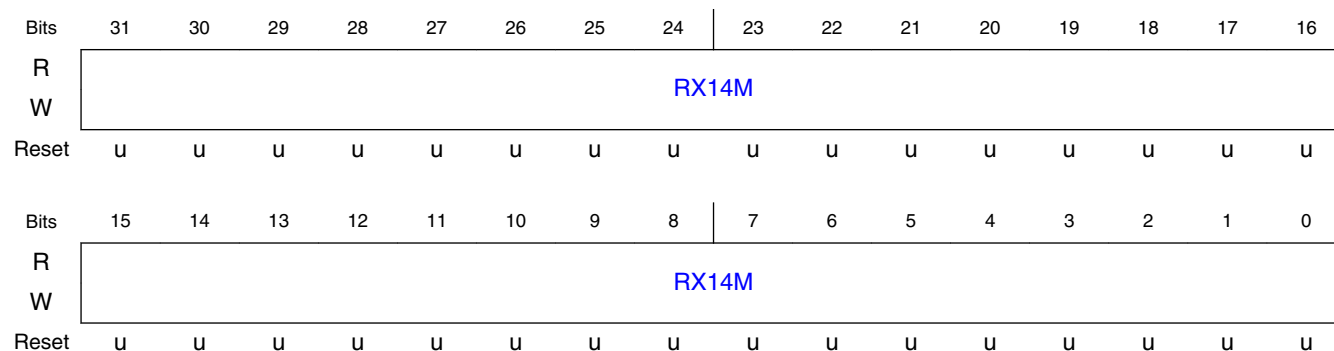 Bits 31 30 29 28 27 26 25 24 23 22 21 20 19 18 17 16
R
RX14M
W
Reset u u u u u u u u u u u u u u u u
Bits 15 14 13 12 11 10 9 8 7 6 5 4 3 2 1 0
R
RX14M
W
Reset u u u u u u u u u u u u u u u u